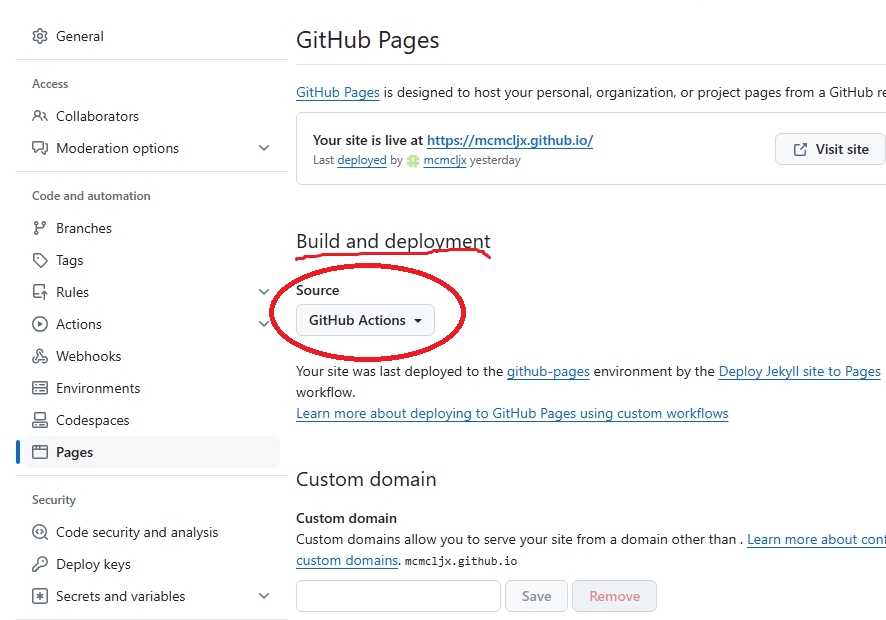 General
Access
Collaborators
Moderation options
Code and automation
Branches
Tags
Rules
Actions
Webhooks
Environments
Codespaces
Pages
Security
Code security and analysis
Deploy keys
Secrets and variables
GitHub Pages
GitHub Pages is designed to host your personal, organization, or project pages from a GitHub re
Your site is live at https://mcmcljx.github.io/
Last deployed by mcmcljx yesterday
Visit site
Build and deployment
Source
GitHub Actions
Your site was last deployed to the github-pages environment by the Deploy Jekyll site to Pages
workflow.
Learn more about deploying to GitHub Pages using custom workflows
Custom domain
Custom domain
Custom domains allow you to serve your site from a domain other than . Learn more about con
custom domains. mcmcljx.github.io
Save
Remove